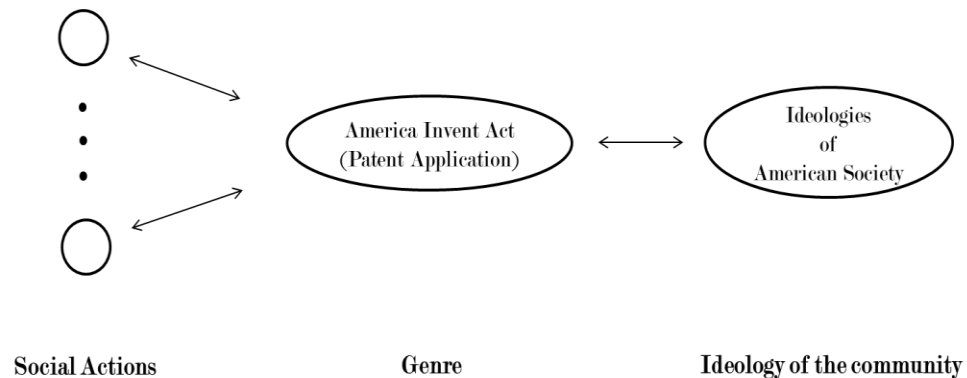 America Invent Act
(Patent Application)
Ideologies
of
American Society
Social Actions
Genre
Ideology of the community